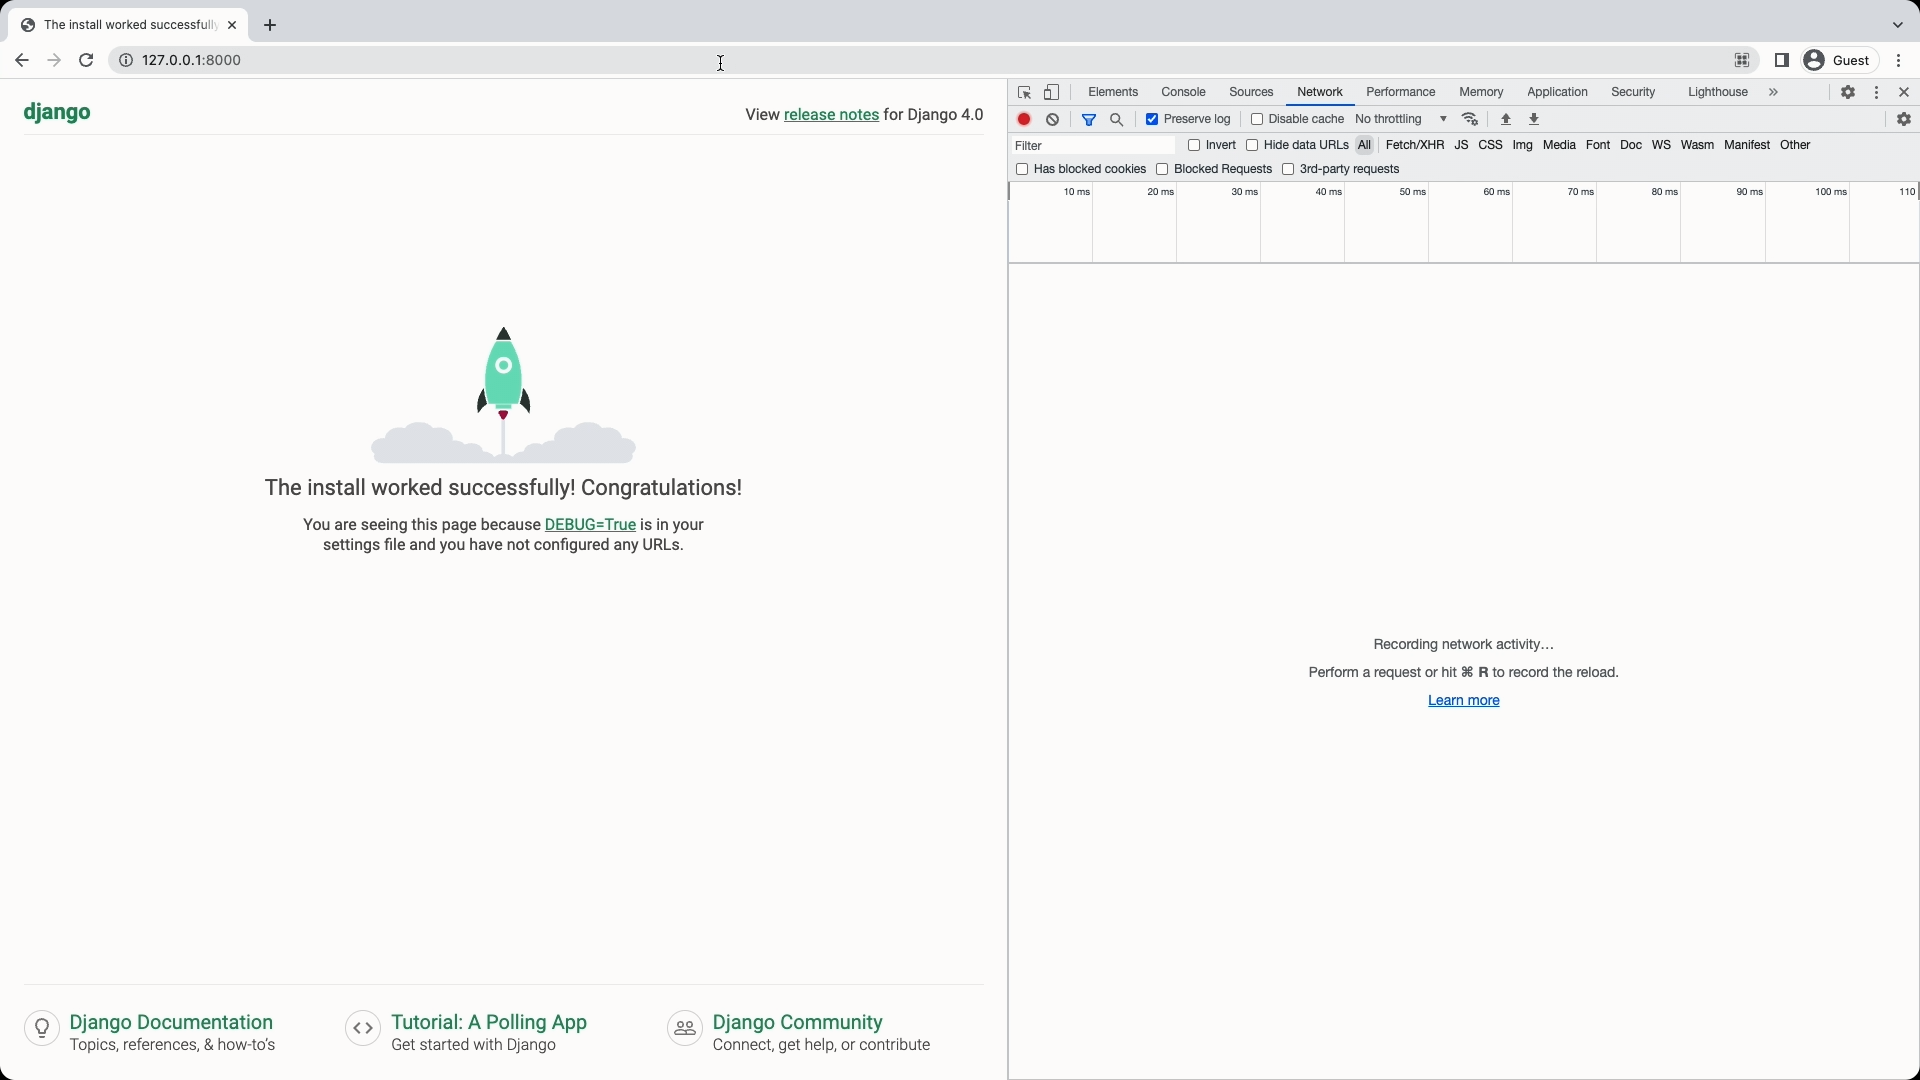 The install worked successfully
127.0.0.1:8000
Guest
django
View release notes for Django 4.0
The install worked successfully! Congratulations!
You are seeing this page because DEBUG=True is in your
settings file and you have not configured any URLs.
Django Documentation
Topics, references, & how-to's
Tutorial: A Polling App
Get started with Django
Django Community
Connect, get help, or contribute
Elements Console Sources Network Performance Memory Application Security Lighthouse
Preserve log Disable cache No throttling
Filter Invert Hide data URLs All Fetch/XHR JS CSS Img Media Font Doc WS Wasm Manifest Other
Has blocked cookies Blocked Requests 3rd-party requests
10 ms 20 ms 30 ms 40 ms 50 ms 60 ms 70 ms 80 ms 90 ms 100 ms 110
Recording network activity…
Perform a request or hit ⌘ R to record the reload.
Learn more